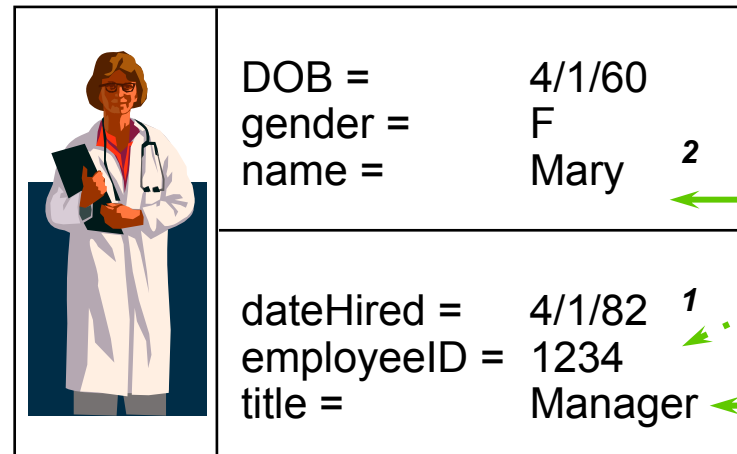 DOB = 4/1/60
gender = F
name = Mary 2
dateHired = 4/1/82 1
employeeID = 1234
title = Manager